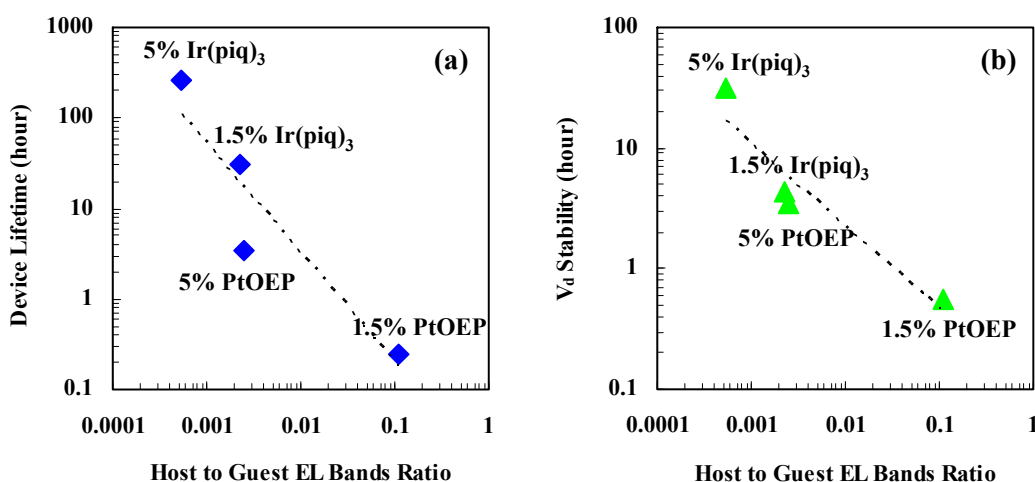 1000
100
10
1
0.1
Device Lifetime (hour)
(a)
5% Ir(piq)₃
1.5% Ir(piq)₃
5% PtOEP
1.5% PtOEP
0.0001 0.001 0.01 0.1 1
Host to Guest EL Bands Ratio
100
10
1
0.1
V_d Stability (hour)
(b)
5% Ir(piq)₃
1.5% Ir(piq)₃
5% PtOEP
1.5% PtOEP
0.0001 0.001 0.01 0.1 1
Host to Guest EL Bands Ratio